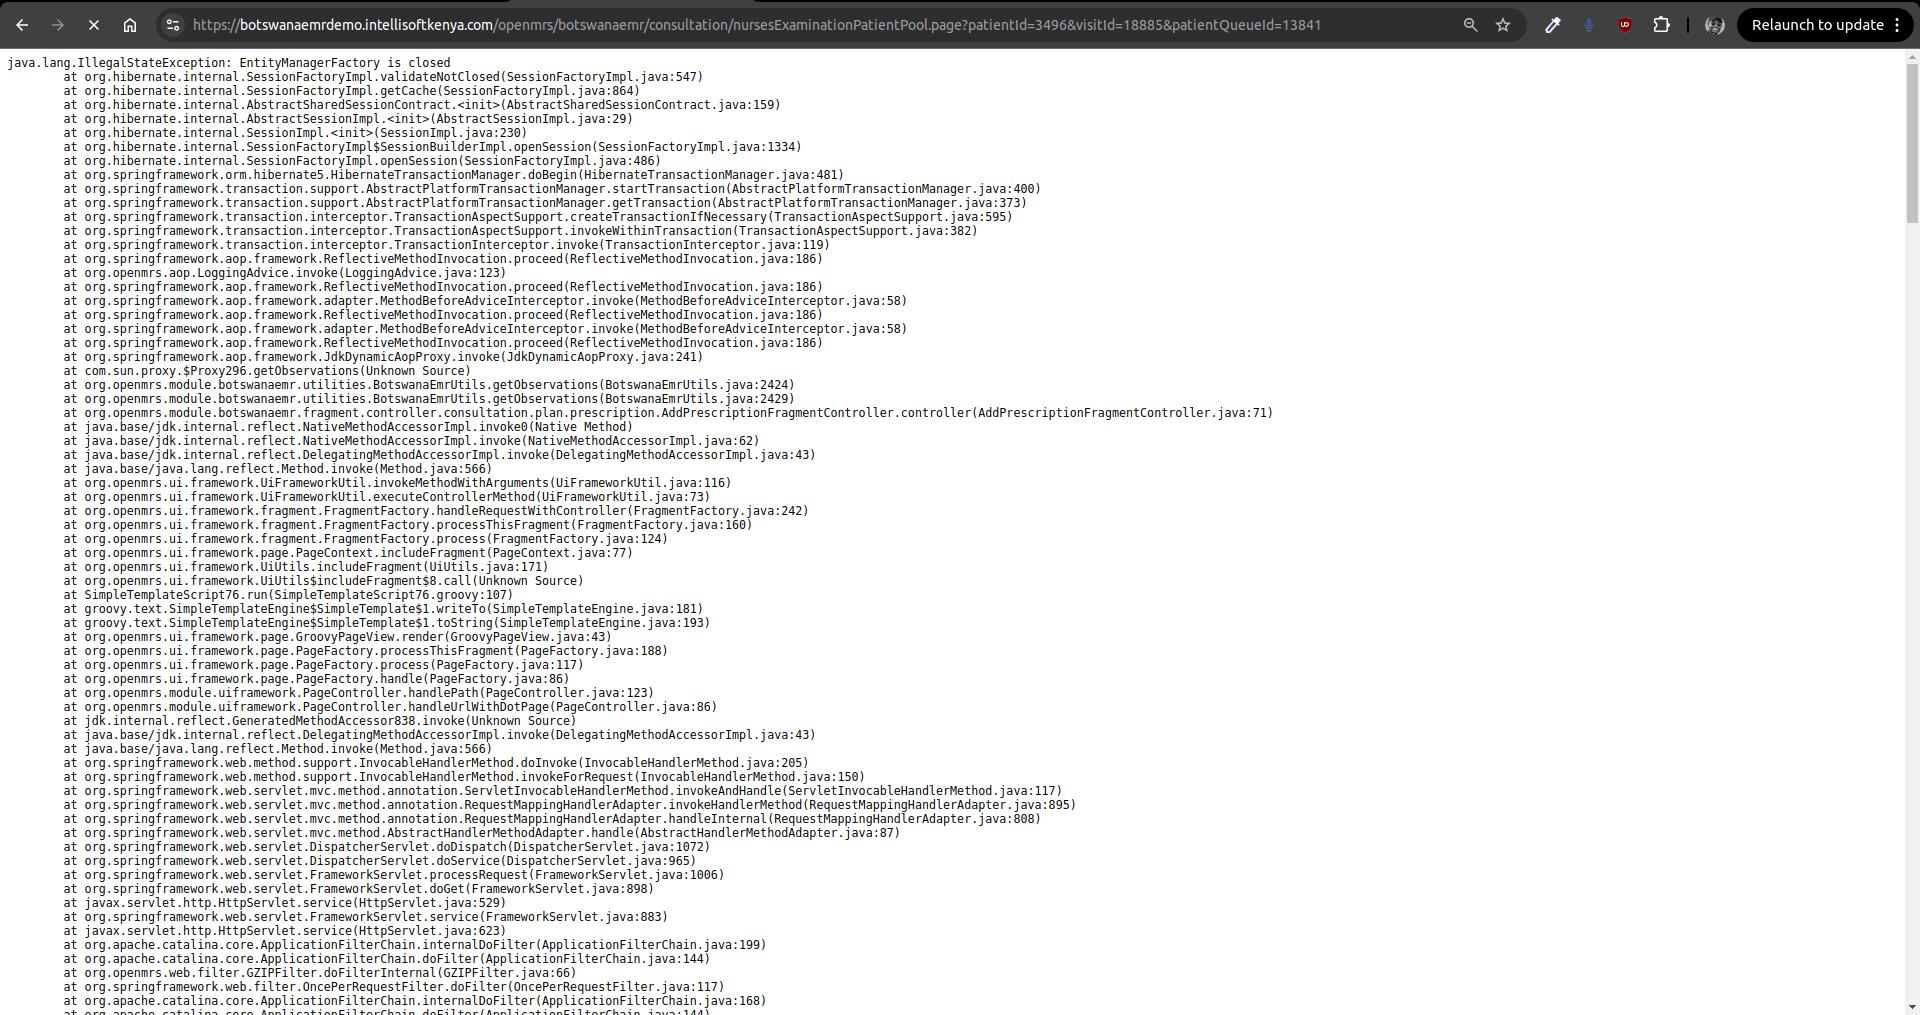 https://botswanaemrdemo.intellisoftkenya.com/openmrs/botswanaemr/consultation/nursesExaminationPatientPool.page?patientId=3496&visitId=18885&patientQueueId=13841
Relaunch to update
java.lang.IllegalStateException: EntityManagerFactory is closed
at org.hibernate.internal.SessionFactoryImpl.validateNotClosed(SessionFactoryImpl.java:547)
at org.hibernate.internal.SessionFactoryImpl.getCache(SessionFactoryImpl.java:864)
at org.hibernate.internal.AbstractSharedSessionContract.<init>(AbstractSharedSessionContract.java:159)
at org.hibernate.internal.AbstractSessionImpl.<init>(AbstractSessionImpl.java:29)
at org.hibernate.internal.SessionImpl.<init>(SessionImpl.java:230)
at org.hibernate.internal.SessionFactoryImpl$SessionBuilderImpl.openSession(SessionFactoryImpl.java:1334)
at org.hibernate.internal.SessionFactoryImpl.openSession(SessionFactoryImpl.java:486)
at org.springframework.orm.hibernate5.HibernateTransactionManager.doBegin(HibernateTransactionManager.java:481)
at org.springframework.transaction.support.AbstractPlatformTransactionManager.startTransaction(AbstractPlatformTransactionManager.java:400)
at org.springframework.transaction.support.AbstractPlatformTransactionManager.getTransaction(AbstractPlatformTransactionManager.java:373)
at org.springframework.transaction.interceptor.TransactionAspectSupport.createTransactionIfNecessary(TransactionAspectSupport.java:595)
at org.springframework.transaction.interceptor.TransactionAspectSupport.invokeWithinTransaction(TransactionAspectSupport.java:382)
at org.springframework.transaction.interceptor.TransactionInterceptor.invoke(TransactionInterceptor.java:119)
at org.springframework.aop.framework.ReflectiveMethodInvocation.proceed(ReflectiveMethodInvocation.java:186)
at org.openmrs.aop.LoggingAdvice.invoke(LoggingAdvice.java:123)
at org.springframework.aop.framework.ReflectiveMethodInvocation.proceed(ReflectiveMethodInvocation.java:186)
at org.springframework.aop.framework.adapter.MethodBeforeAdviceInterceptor.invoke(MethodBeforeAdviceInterceptor.java:58)
at org.springframework.aop.framework.ReflectiveMethodInvocation.proceed(ReflectiveMethodInvocation.java:186)
at org.springframework.aop.framework.adapter.MethodBeforeAdviceInterceptor.invoke(MethodBeforeAdviceInterceptor.java:58)
at org.springframework.aop.framework.ReflectiveMethodInvocation.proceed(ReflectiveMethodInvocation.java:186)
at org.springframework.aop.framework.JdkDynamicAopProxy.invoke(JdkDynamicAopProxy.java:241)
at com.sun.proxy.$Proxy296.getObservations(Unknown Source)
at org.openmrs.module.botswanaemr.utilities.BotswanaEmrUtils.getObservations(BotswanaEmrUtils.java:2424)
at org.openmrs.module.botswanaemr.utilities.BotswanaEmrUtils.getObservations(BotswanaEmrUtils.java:2429)
at org.openmrs.module.botswanaemr.fragment.controller.consultation.plan.prescription.AddPrescriptionFragmentController.controller(AddPrescriptionFragmentController.java:71)
at java.base/jdk.internal.reflect.NativeMethodAccessorImpl.invoke0(Native Method)
at java.base/jdk.internal.reflect.NativeMethodAccessorImpl.invoke(NativeMethodAccessorImpl.java:62)
at java.base/jdk.internal.reflect.DelegatingMethodAccessorImpl.invoke(DelegatingMethodAccessorImpl.java:43)
at java.base/java.lang.reflect.Method.invoke(Method.java:566)
at org.openmrs.ui.framework.UiFrameworkUtil.invokeMethodWithArguments(UiFrameworkUtil.java:116)
at org.openmrs.ui.framework.UiFrameworkUtil.executeControllerMethod(UiFrameworkUtil.java:73)
at org.openmrs.ui.framework.fragment.FragmentFactory.handleRequestWithController(FragmentFactory.java:242)
at org.openmrs.ui.framework.fragment.FragmentFactory.processThisFragment(FragmentFactory.java:160)
at org.openmrs.ui.framework.fragment.FragmentFactory.process(FragmentFactory.java:124)
at org.openmrs.ui.framework.page.PageContext.includeFragment(PageContext.java:77)
at org.openmrs.ui.framework.UiUtils.includeFragment(UiUtils.java:171)
at org.openmrs.ui.framework.UiUtils$includeFragment$8.call(Unknown Source)
at SimpleTemplateScript76.run(SimpleTemplateScript76.groovy:107)
at groovy.text.SimpleTemplateEngine$SimpleTemplate$1.writeTo(SimpleTemplateEngine.java:181)
at groovy.text.SimpleTemplateEngine$SimpleTemplate$1.toString(SimpleTemplateEngine.java:193)
at org.openmrs.ui.framework.page.GroovyPageView.render(GroovyPageView.java:43)
at org.openmrs.ui.framework.page.PageFactory.processThisFragment(PageFactory.java:188)
at org.openmrs.ui.framework.page.PageFactory.process(PageFactory.java:117)
at org.openmrs.ui.framework.page.PageFactory.handle(PageFactory.java:86)
at org.openmrs.module.uiframework.PageController.handlePath(PageController.java:123)
at org.openmrs.module.uiframework.PageController.handleUrlWithDotPage(PageController.java:86)
at jdk.internal.reflect.GeneratedMethodAccessor838.invoke(Unknown Source)
at java.base/jdk.internal.reflect.DelegatingMethodAccessorImpl.invoke(DelegatingMethodAccessorImpl.java:43)
at java.base/java.lang.reflect.Method.invoke(Method.java:566)
at org.springframework.web.method.support.InvocableHandlerMethod.doInvoke(InvocableHandlerMethod.java:205)
at org.springframework.web.method.support.InvocableHandlerMethod.invokeForRequest(InvocableHandlerMethod.java:150)
at org.springframework.web.servlet.mvc.method.annotation.ServletInvocableHandlerMethod.invokeAndHandle(ServletInvocableHandlerMethod.java:117)
at org.springframework.web.servlet.mvc.method.annotation.RequestMappingHandlerAdapter.invokeHandlerMethod(RequestMappingHandlerAdapter.java:895)
at org.springframework.web.servlet.mvc.method.annotation.RequestMappingHandlerAdapter.handleInternal(RequestMappingHandlerAdapter.java:808)
at org.springframework.web.servlet.mvc.method.AbstractHandlerMethodAdapter.handle(AbstractHandlerMethodAdapter.java:87)
at org.springframework.web.servlet.DispatcherServlet.doDispatch(DispatcherServlet.java:1072)
at org.springframework.web.servlet.DispatcherServlet.doService(DispatcherServlet.java:965)
at org.springframework.web.servlet.FrameworkServlet.processRequest(FrameworkServlet.java:1006)
at org.springframework.web.servlet.FrameworkServlet.doGet(FrameworkServlet.java:898)
at javax.servlet.http.HttpServlet.service(HttpServlet.java:529)
at org.springframework.web.servlet.FrameworkServlet.service(FrameworkServlet.java:883)
at javax.servlet.http.HttpServlet.service(HttpServlet.java:623)
at org.apache.catalina.core.ApplicationFilterChain.internalDoFilter(ApplicationFilterChain.java:199)
at org.apache.catalina.core.ApplicationFilterChain.doFilter(ApplicationFilterChain.java:144)
at org.openmrs.web.filter.GZIPFilter.doFilterInternal(GZIPFilter.java:66)
at org.springframework.web.filter.OncePerRequestFilter.doFilter(OncePerRequestFilter.java:117)
at org.apache.catalina.core.ApplicationFilterChain.internalDoFilter(ApplicationFilterChain.java:168)
at org.apache.catalina.core.ApplicationFilterChain.doFilter(ApplicationFilterChain.java:144)